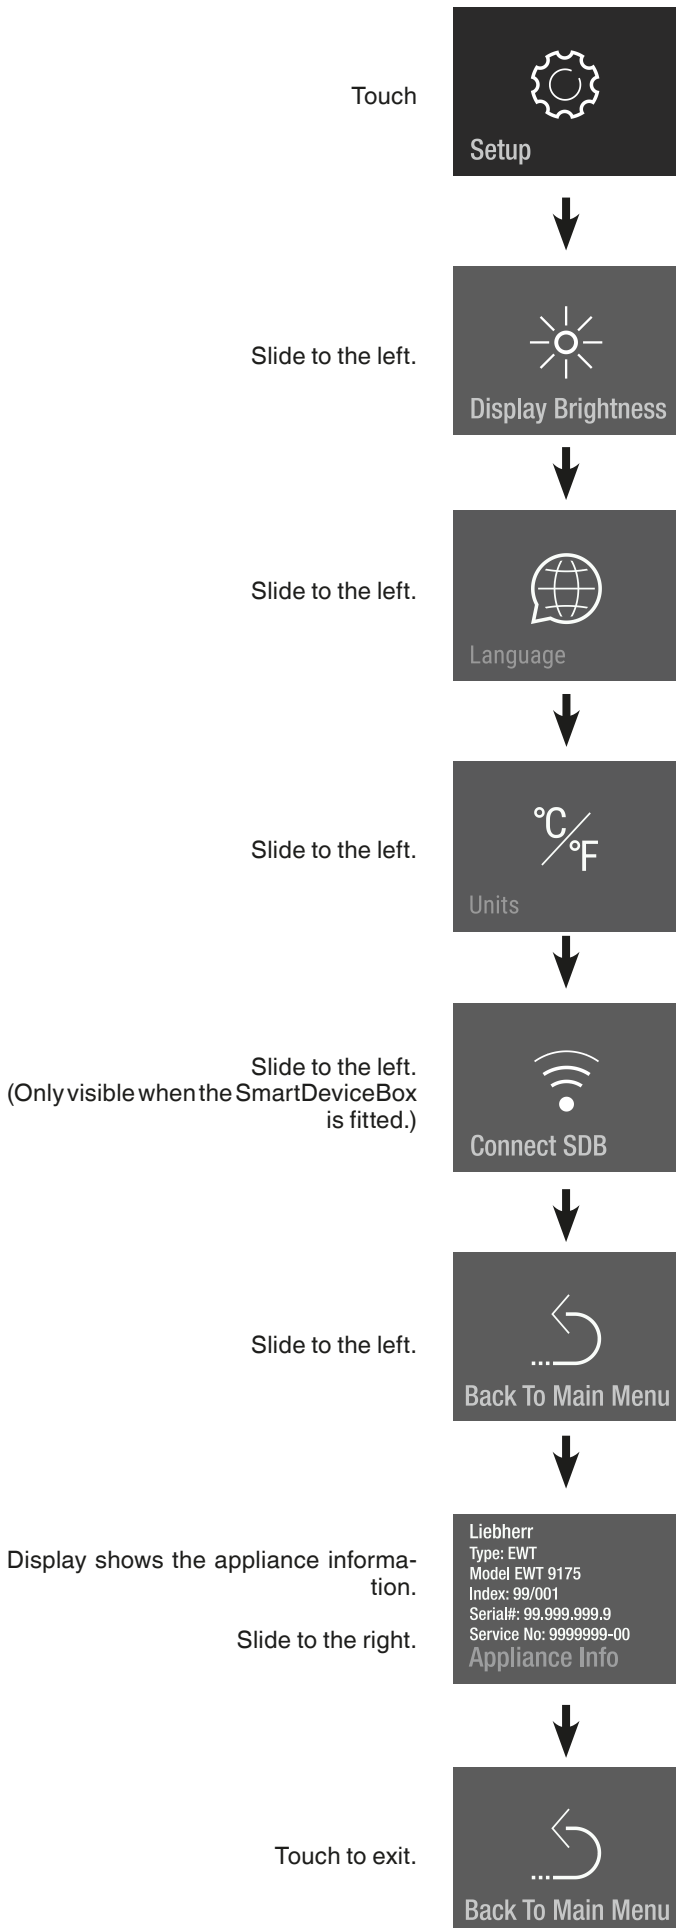 Touch
Setup
Slide to the left.
Display Brightness
Slide to the left.
Language
Slide to the left.
°C/°F
Units
Slide to the left.
(Only visible when the SmartDeviceBox
is fitted.)
Connect SDB
Slide to the left.
Back To Main Menu
Display shows the appliance informa-
tion.
Slide to the right.
Liebherr
Type: EWT
Model EWT 9175
Index: 99/001
Serial#: 99.999.999.9
Service No: 9999999-00
Appliance Info
Touch to exit.
Back To Main Menu